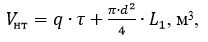 V_нт = q · τ + (π·d²)/4 · L₁, м³,